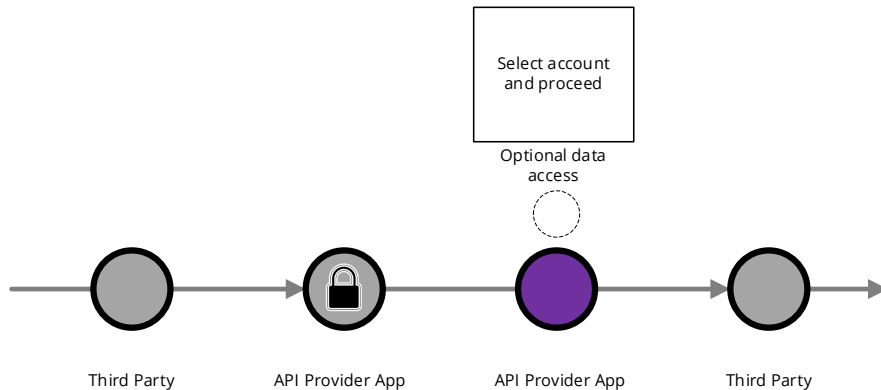 Select account
and proceed
Optional data
access
Third Party
API Provider App
API Provider App
Third Party